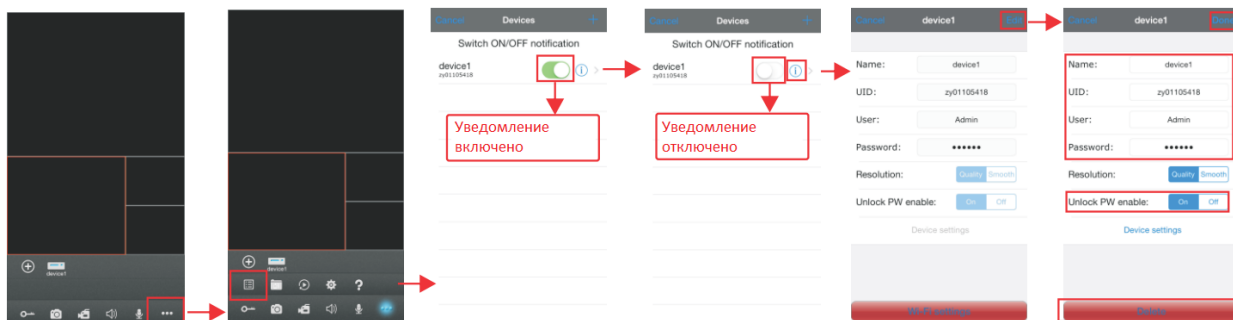 device1
device1
Cancel Devices +
Switch ON/OFF notification
device1
zy01105418
Уведомление
включено
Cancel Devices +
Switch ON/OFF notification
device1
zy01105418
Уведомление
отключено
Cancel device1 Edit
Name: device1
UID: zy01105418
User: Admin
Password: ••••••
Resolution: Quality Smooth
Unlock PW enable: On Off
Device settings
Wi-Fi settings
Cancel device1 Done
Name: device1
UID: zy01105418
User: Admin
Password: ••••••
Resolution: Quality Smooth
Unlock PW enable: On Off
Device settings
Delete